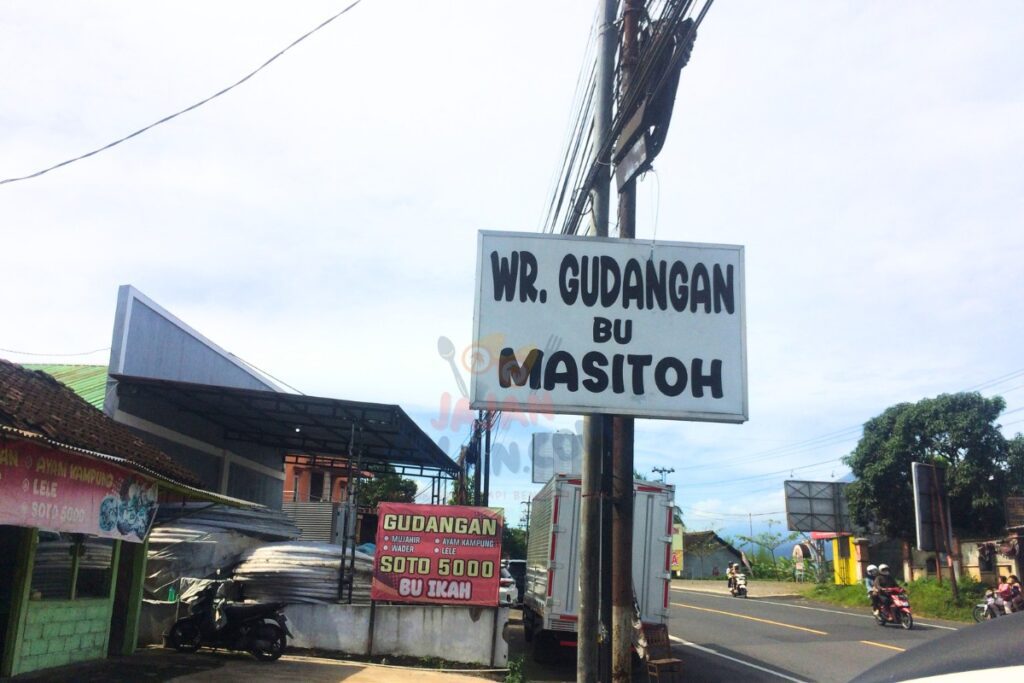 WR. GUDANGAN
BU
MASITOH
GUDANGAN
• MUJAHIR • AYAM KAMPUNG
• WADER • LELE
SOTO 5000
BU IKAH
AYAM KAMPUNG
LELE
SOTO 5000
JAJAN